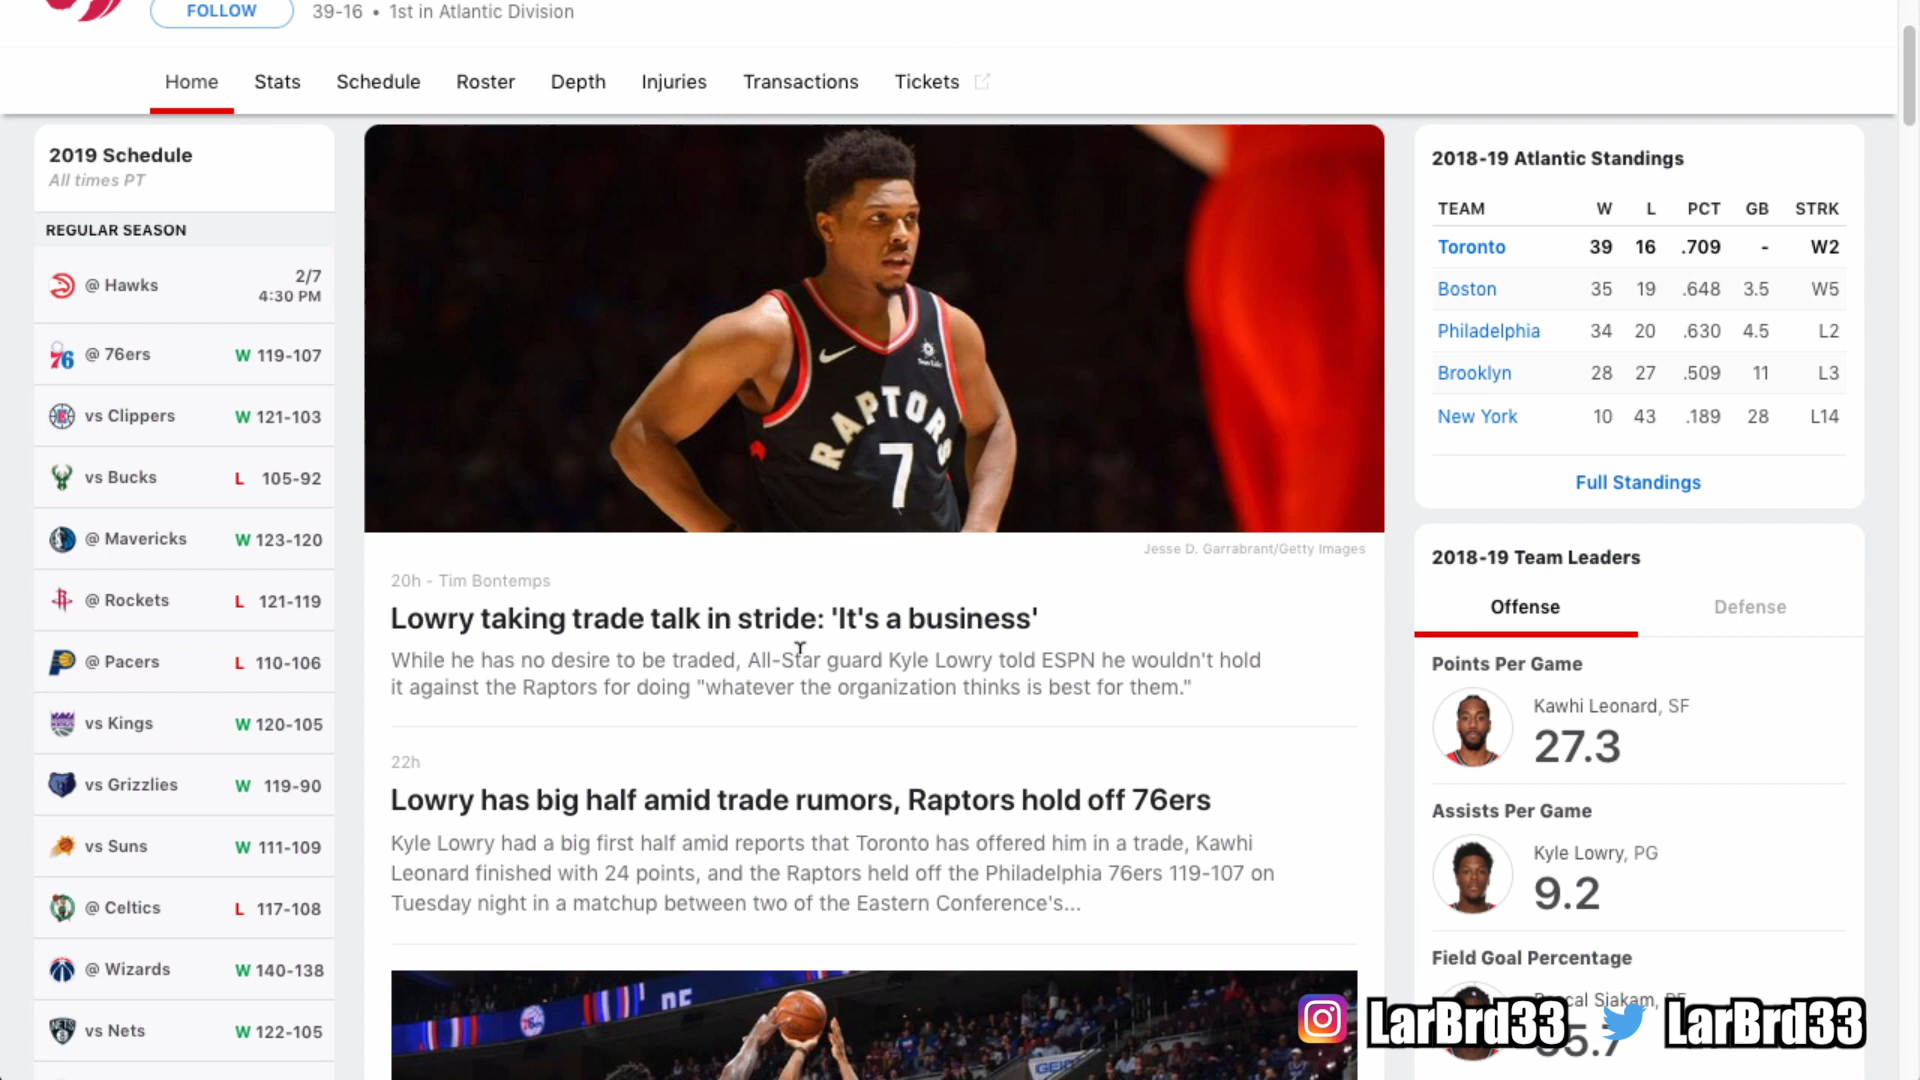 FOLLOW
39-16 • 1st in Atlantic Division
Home Stats Schedule Roster Depth Injuries Transactions Tickets
2019 Schedule
All times PT
REGULAR SEASON
@ Hawks 2/7
4:30 PM
@ 76ers W 119-107
vs Clippers W 121-103
vs Bucks L 105-92
@ Mavericks W 123-120
@ Rockets L 121-119
@ Pacers L 110-106
vs Kings W 120-105
vs Grizzlies W 119-90
vs Suns W 111-109
@ Celtics L 117-108
@ Wizards W 140-138
vs Nets W 122-105
RAPTORS
7
Jesse D. Garrabrant/Getty Images
20h - Tim Bontemps
Lowry taking trade talk in stride: 'It's a business'
While he has no desire to be traded, All-Star guard Kyle Lowry told ESPN he wouldn't hold
it against the Raptors for doing "whatever the organization thinks is best for them."
22h
Lowry has big half amid trade rumors, Raptors hold off 76ers
Kyle Lowry had a big first half amid reports that Toronto has offered him in a trade, Kawhi
Leonard finished with 24 points, and the Raptors held off the Philadelphia 76ers 119-107 on
Tuesday night in a matchup between two of the Eastern Conference's...
GEICO
2018-19 Atlantic Standings
TEAM W L PCT GB STRK
Toronto 39 16 .709 - W2
Boston 35 19 .648 3.5 W5
Philadelphia 34 20 .630 4.5 L2
Brooklyn 28 27 .509 11 L3
New York 10 43 .189 28 L14
Full Standings
2018-19 Team Leaders
Offense Defense
Points Per Game
Kawhi Leonard, SF
27.3
Assists Per Game
Kyle Lowry, PG
9.2
Field Goal Percentage
Siakam,
LarBrd33 LarBrd33